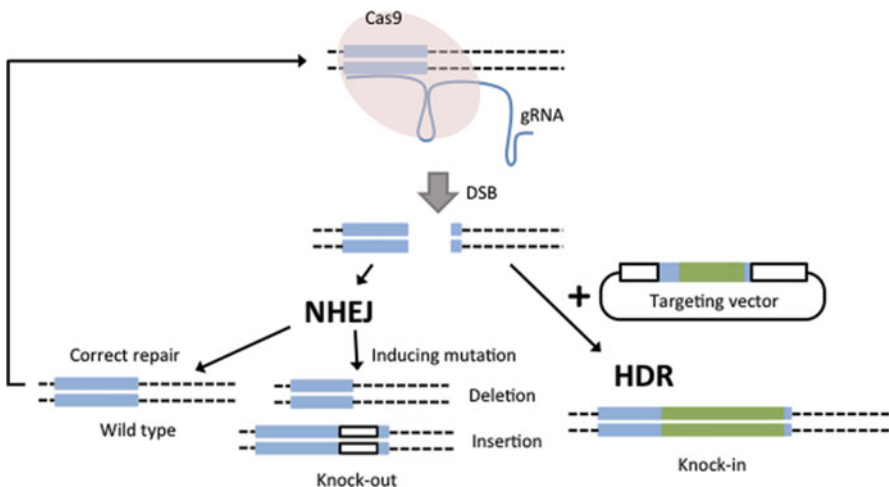 Cas9
gRNA
DSB
+
Targeting vector
NHEJ
Correct repair
Inducing mutation
HDR
Deletion
Wild type
Insertion
Knock-out
Knock-in